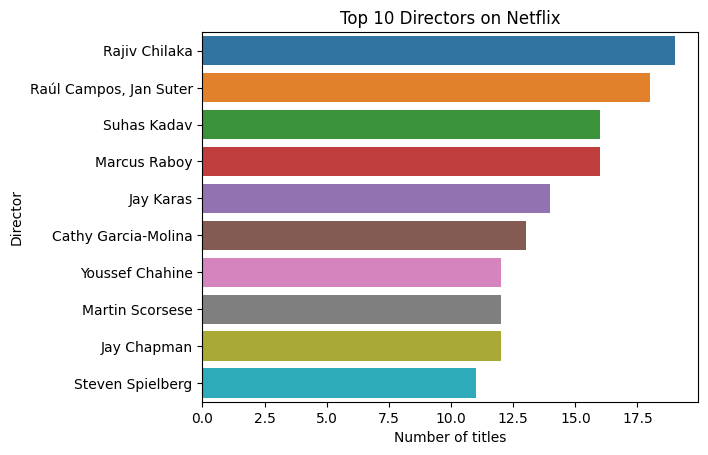 Top 10 Directors on Netflix
Rajiv Chilaka
Raúl Campos, Jan Suter
Suhas Kadav
Marcus Raboy
Jay Karas
Cathy Garcia-Molina
Youssef Chahine
Martin Scorsese
Jay Chapman
Steven Spielberg
Director
0.0 2.5 5.0 7.5 10.0 12.5 15.0 17.5
Number of titles